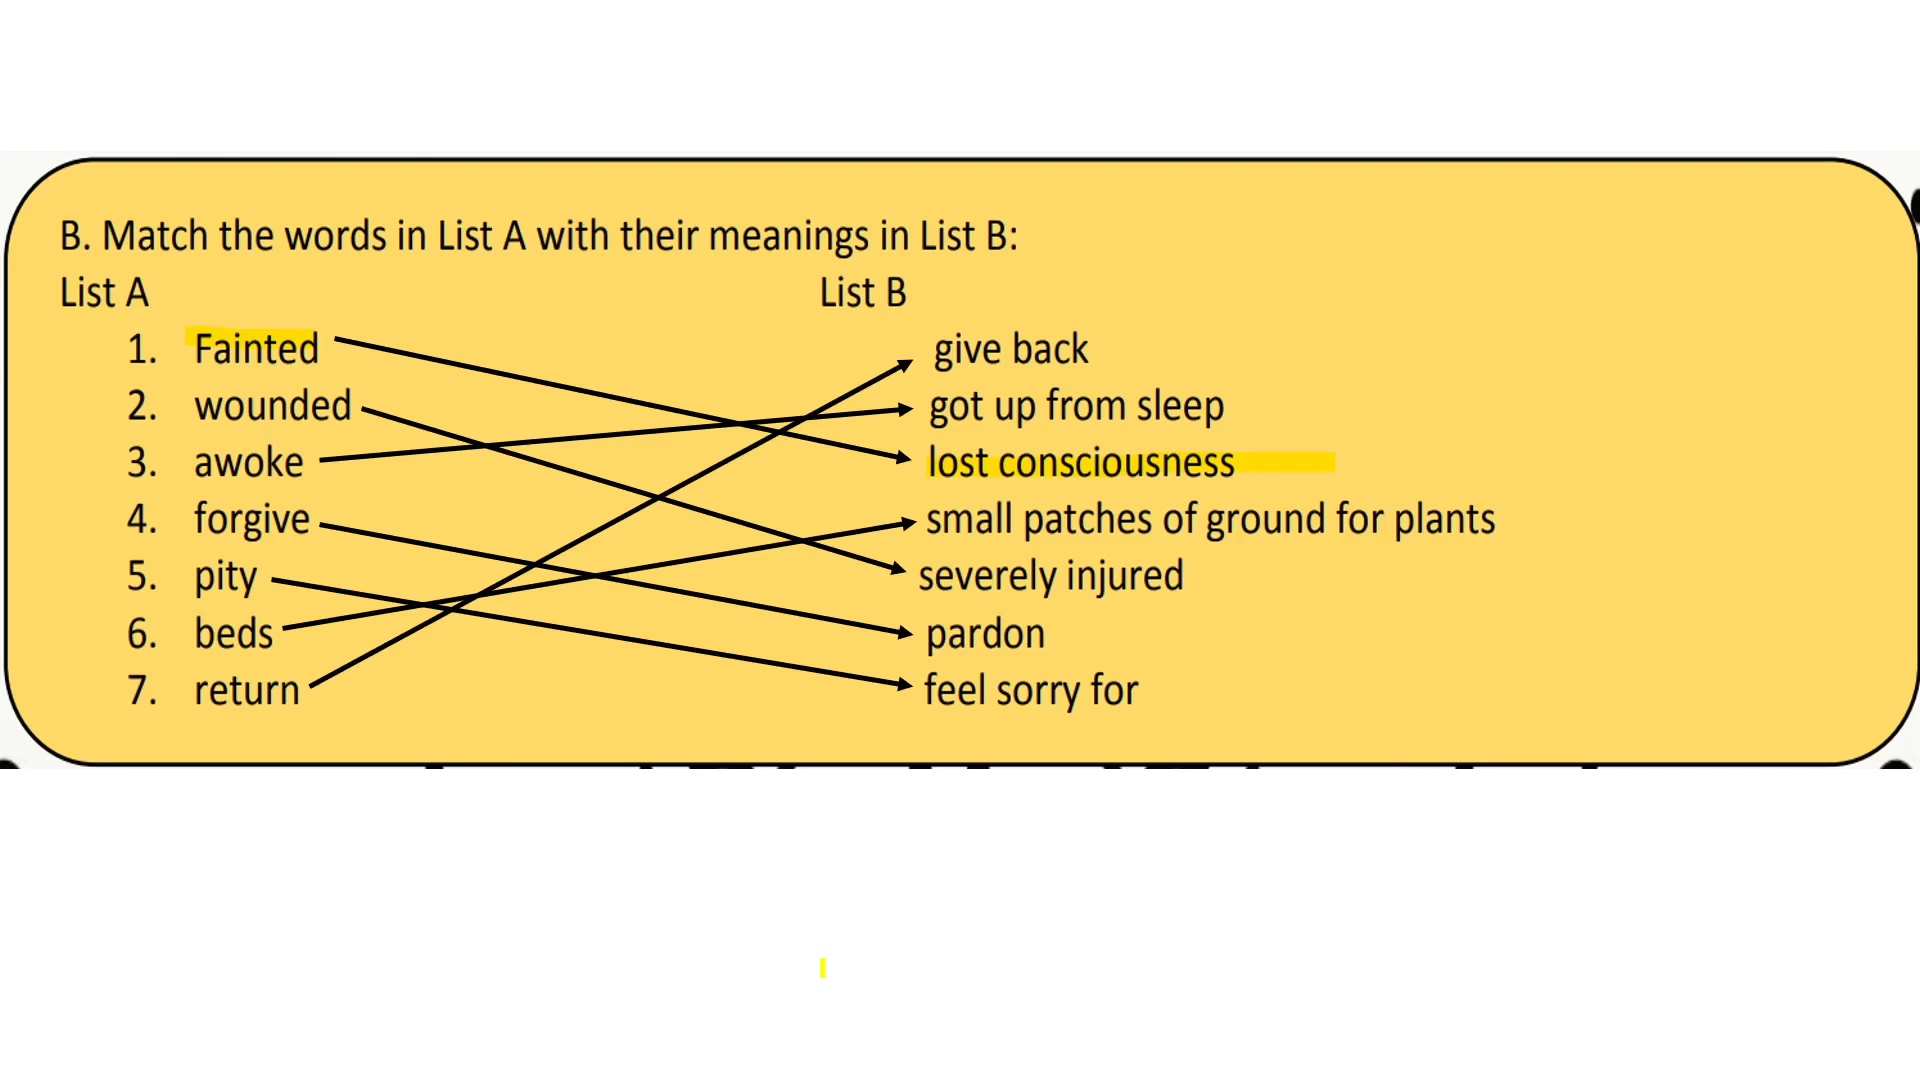 B. Match the words in List A with their meanings in List B:
List A List B
1. Fainted give back
2. wounded got up from sleep
3. awoke lost consciousness
4. forgive small patches of ground for plants
5. pity severely injured
6. beds pardon
7. return feel sorry for